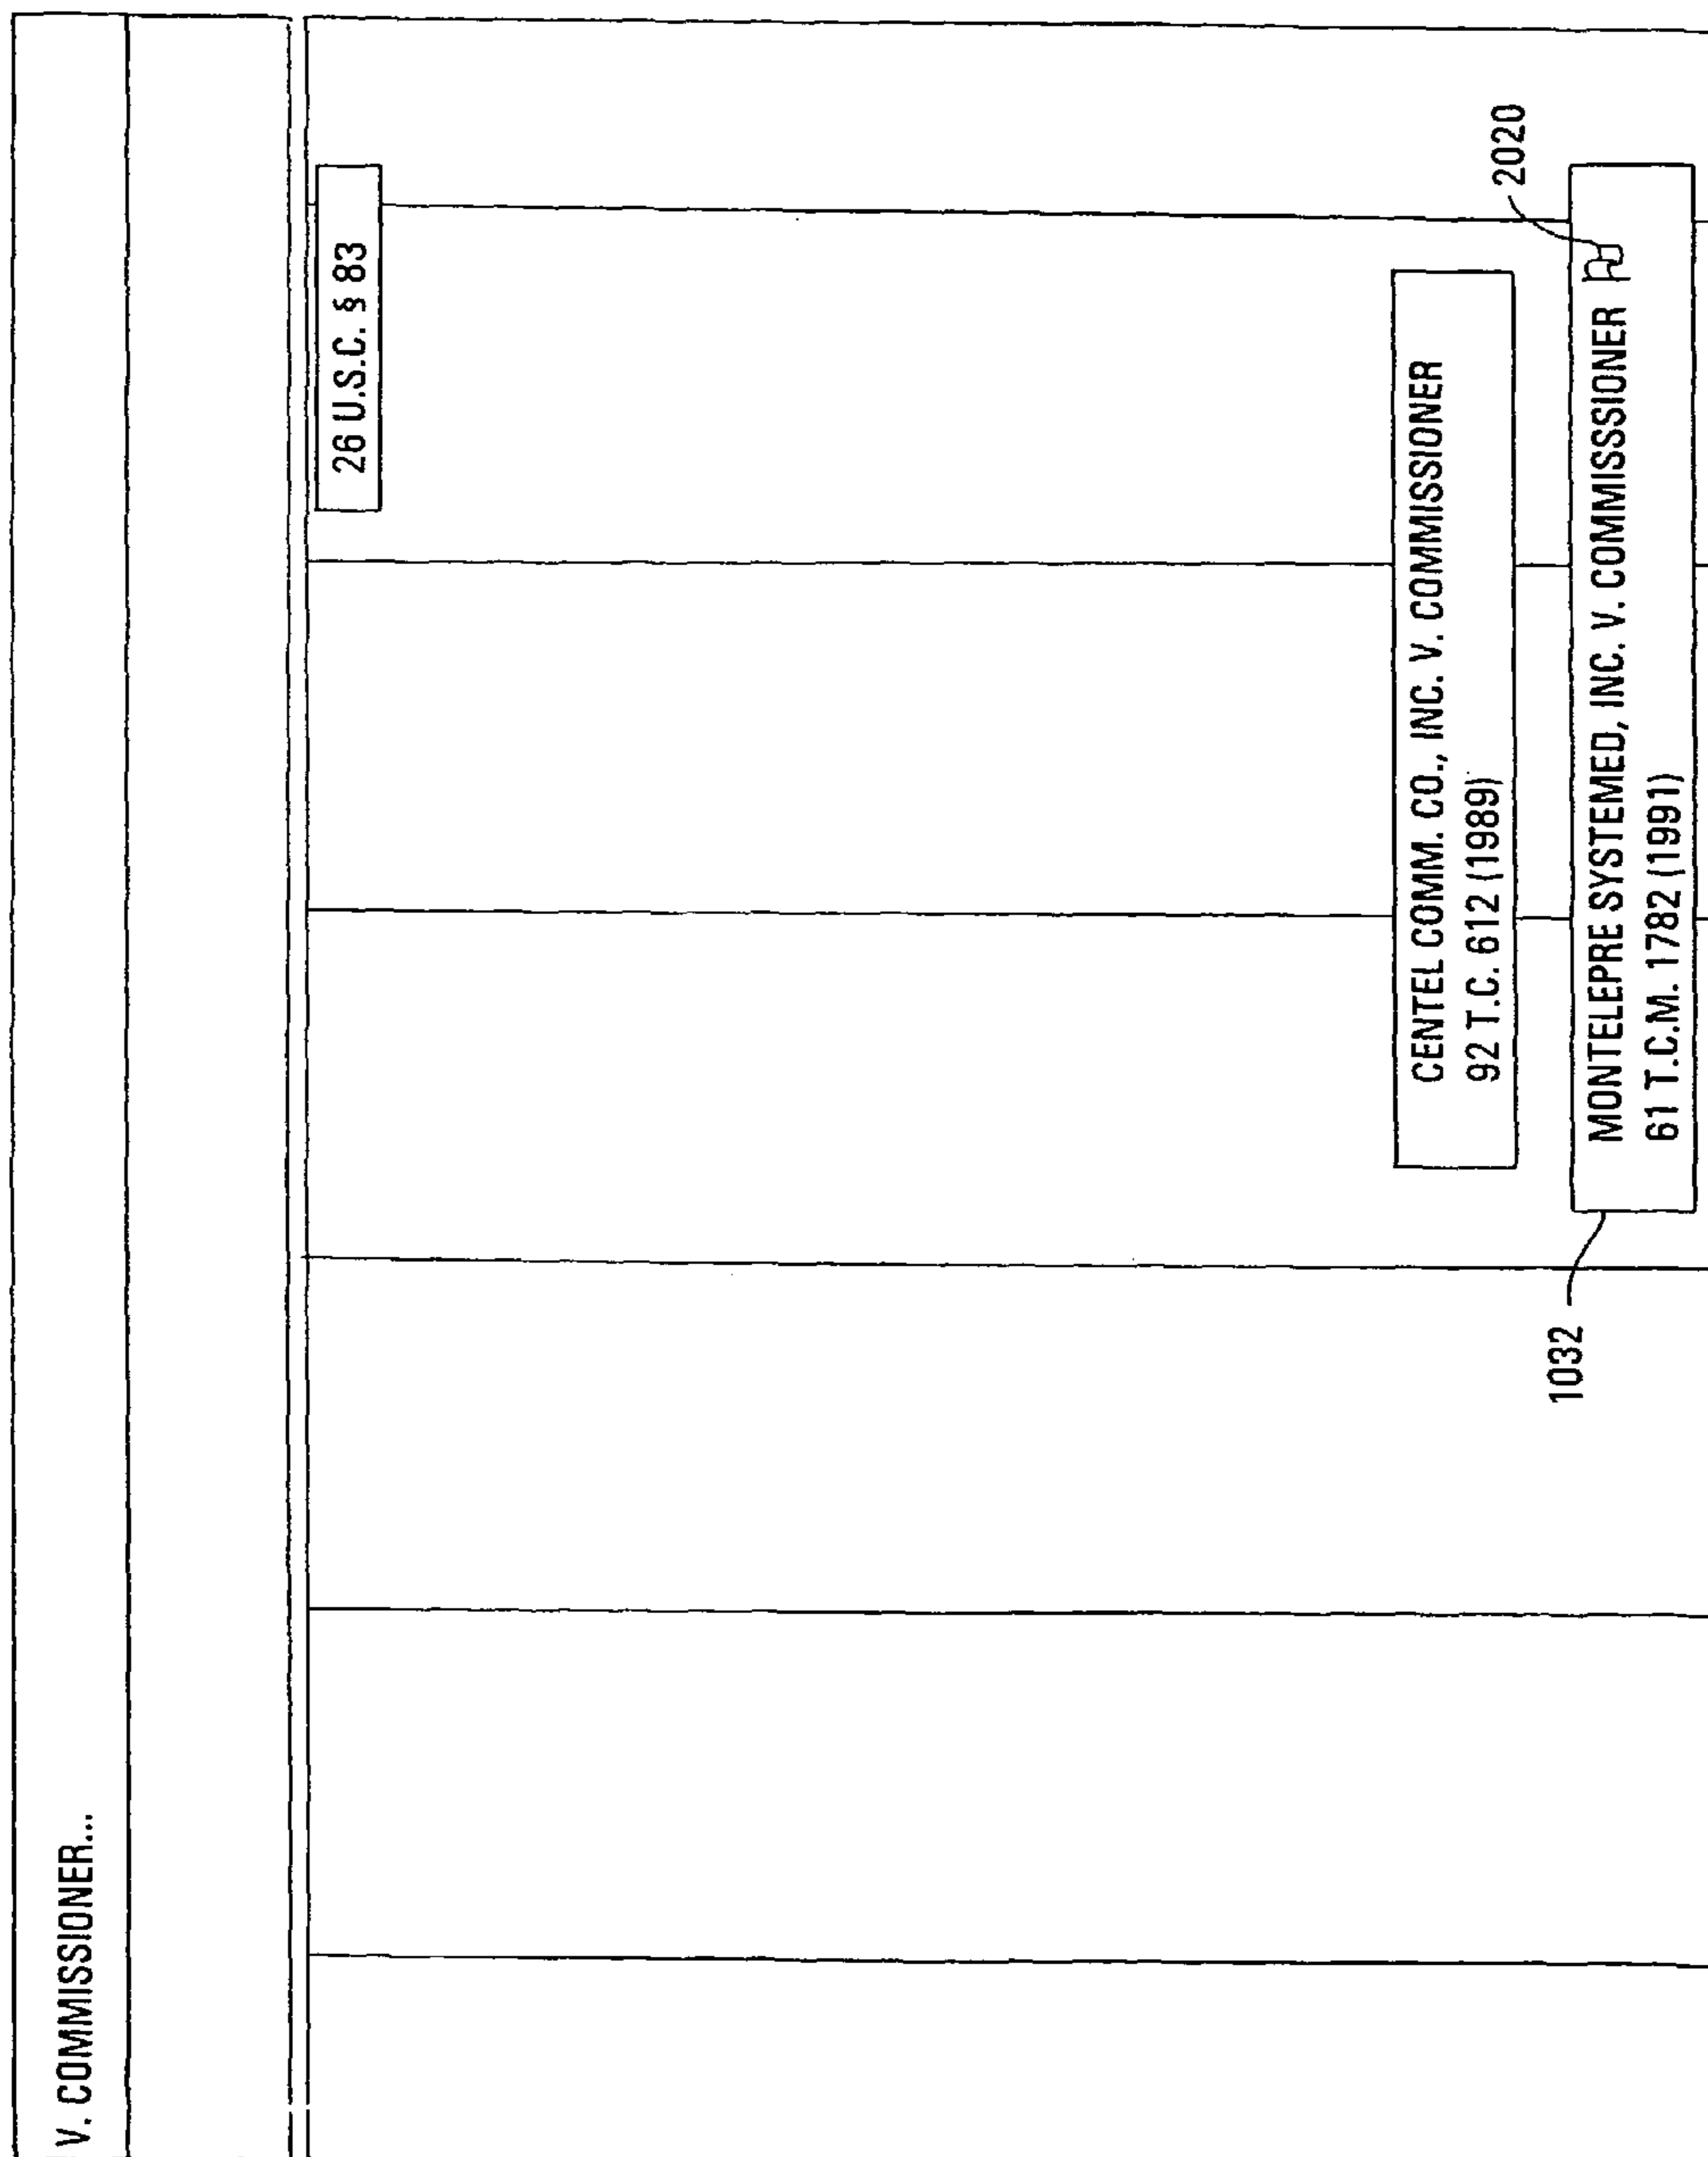 V. COMMISSIONER...
26 U.S.C. § 83
CENTEL COMM. CO., INC. V. COMMISSIONER
92 T.C. 612 (1989)
2020
MONTELEPRE SYSTEMED, INC. V. COMMISSSIONER
61 T.C.M. 1782 (1991)
1032